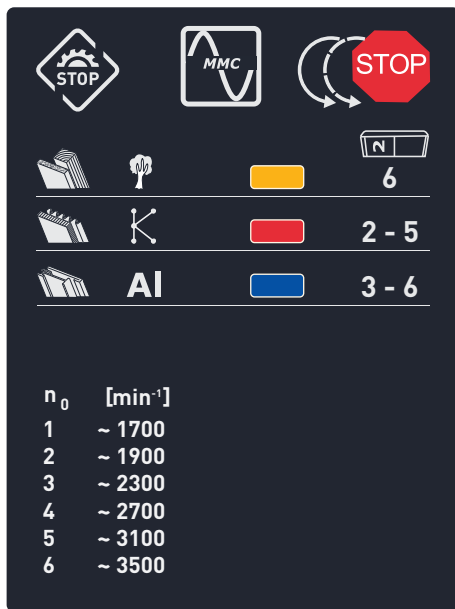 STOP
MMC
STOP
2
6
2 - 5
Al 3 - 6
n0 [min-1]
1 ~ 1700
2 ~ 1900
3 ~ 2300
4 ~ 2700
5 ~ 3100
6 ~ 3500